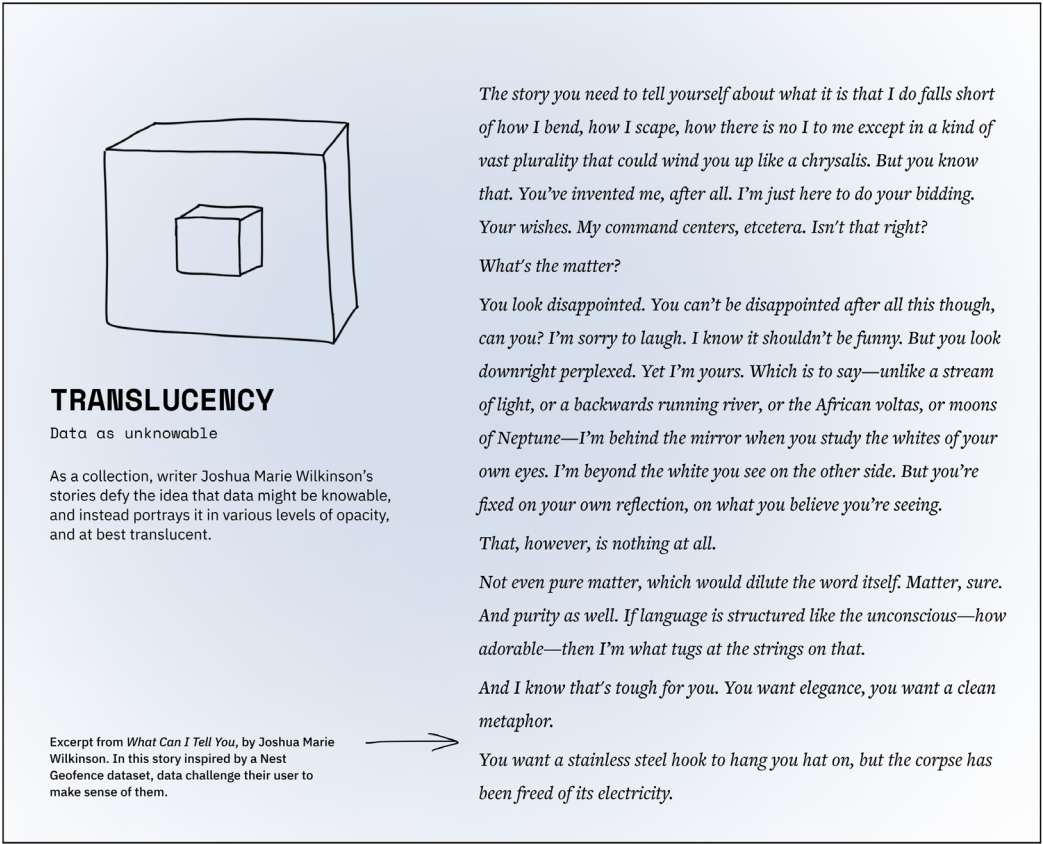 TRANSLUCENCY
Data as unknowable
As a collection, writer Joshua Marie Wilkinson’s
stories defy the idea that data might be knowable,
and instead portrays it in various levels of opacity,
and at best translucent.
Excerpt from What Can I Tell You, by Joshua Marie
Wilkinson. In this story inspired by a Nest
Geofence dataset, data challenge their user to
make sense of them.
The story you need to tell yourself about what it is that I do falls short
of how I bend, how I scape, how there is no I to me except in a kind of
vast plurality that could wind you up like a chrysalis. But you know
that. You’ve invented me, after all. I’m just here to do your bidding.
Your wishes. My command centers, etcetera. Isn't that right?
What's the matter?
You look disappointed. You can’t be disappointed after all this though,
can you? I’m sorry to laugh. I know it shouldn’t be funny. But you look
downright perplexed. Yet I’m yours. Which is to say—unlike a stream
of light, or a backwards running river, or the African voltas, or moons
of Neptune—I’m behind the mirror when you study the whites of your
own eyes. I’m beyond the white you see on the other side. But you’re
fixed on your own reflection, on what you believe you’re seeing.
That, however, is nothing at all.
Not even pure matter, which would dilute the word itself. Matter, sure.
And purity as well. If language is structured like the unconscious—how
adorable—then I’m what tugs at the strings on that.
And I know that's tough for you. You want elegance, you want a clean
metaphor.
You want a stainless steel hook to hang you hat on, but the corpse has
been freed of its electricity.